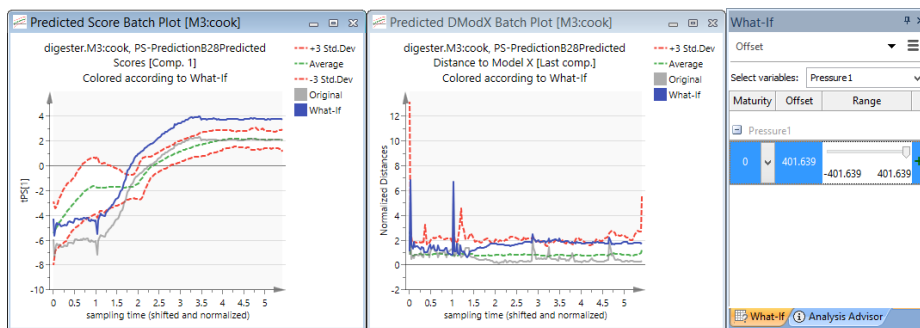 Predicted Score Batch Plot [M3:cook]
digester.M3:cook, PS-PredictionB28Predicted
Scores [Comp. 1]
Colored according to What-If
+3 Std.Dev
Average
-3 Std.Dev
Original
What-If
tPS[1]
4
2
0
-2
-4
-6
-8
-10
0 0.5 1 1.5 2 2.5 3 3.5 4 4.5 5
sampling time (shifted and normalized)
Predicted DModX Batch Plot [M3:cook]
digester.M3:cook, PS-PredictionB28Predicted
Distance to Model X [Last comp.]
Colored according to What-If
+3 Std.Dev
Average
Original
What-If
Normalized Distances
12
10
8
6
4
2
0
-2
0 0.5 1 1.5 2 2.5 3 3.5 4 4.5 5
sampling time (shifted and normalized)
What-If
Offset
Select variables: Pressure1
Maturity Offset Range
Pressure1
0 401.639 -401.639 401.639
What-If Analysis Advisor